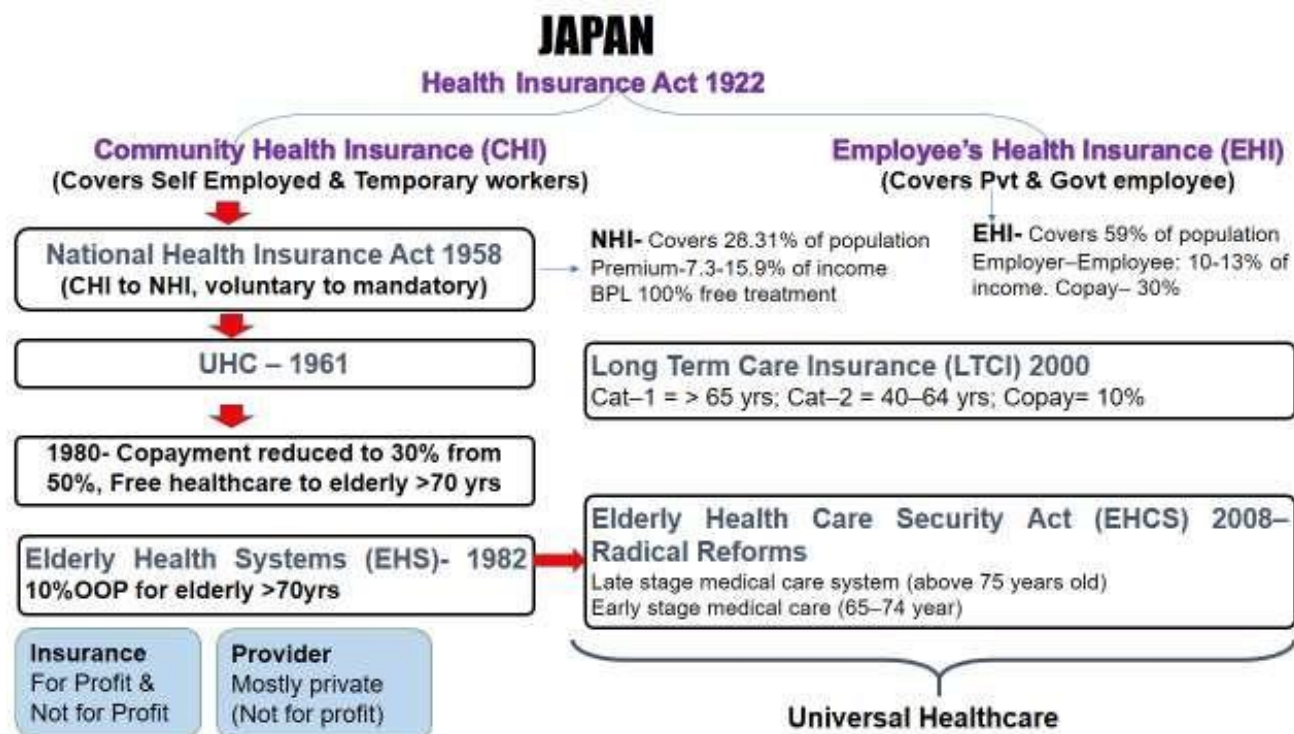 JAPAN
Health Insurance Act 1922
Community Health Insurance (CHI)
(Covers Self Employed & Temporary workers)
Employee's Health Insurance (EHI)
(Covers Pvt & Govt employee)
National Health Insurance Act 1958
(CHI to NHI, voluntary to mandatory)
NHI- Covers 28.31% of population
Premium-7.3-15.9% of income
BPL 100% free treatment
EHI- Covers 59% of population
Employer–Employee: 10-13% of
income. Copay– 30%
UHC – 1961
Long Term Care Insurance (LTCI) 2000
Cat–1 = > 65 yrs; Cat–2 = 40–64 yrs; Copay= 10%
1980- Copayment reduced to 30% from
50%, Free healthcare to elderly >70 yrs
Elderly Health Systems (EHS)- 1982
10%OOP for elderly >70yrs
Elderly Health Care Security Act (EHCS) 2008–
Radical Reforms
Late stage medical care system (above 75 years old)
Early stage medical care (65–74 year)
Insurance
For Profit &
Not for Profit
Provider
Mostly private
(Not for profit)
Universal Healthcare